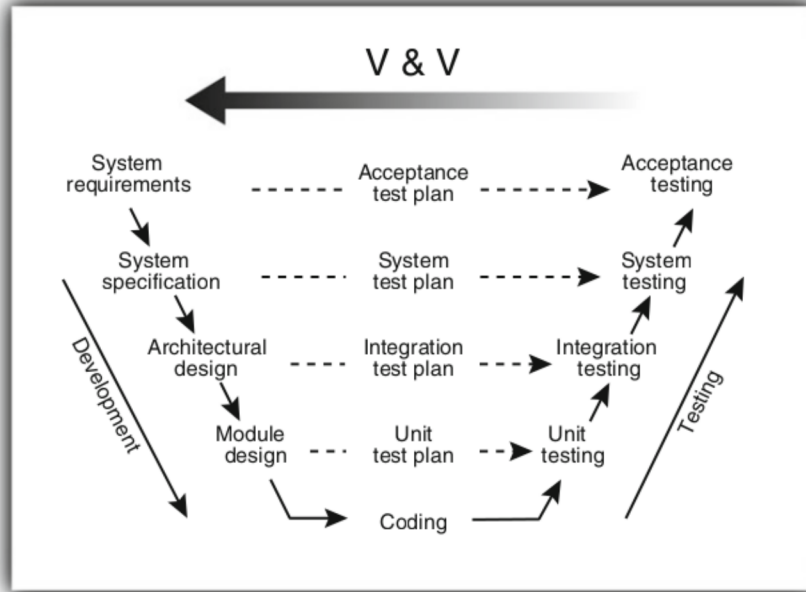 V & V
System
requirements
Acceptance
test plan
Acceptance
testing
System
specification
System
test plan
System
testing
Architectural
design
Integration
test plan
Integration
testing
Module
design
Unit
test plan
Unit
testing
Coding
Development
Testing